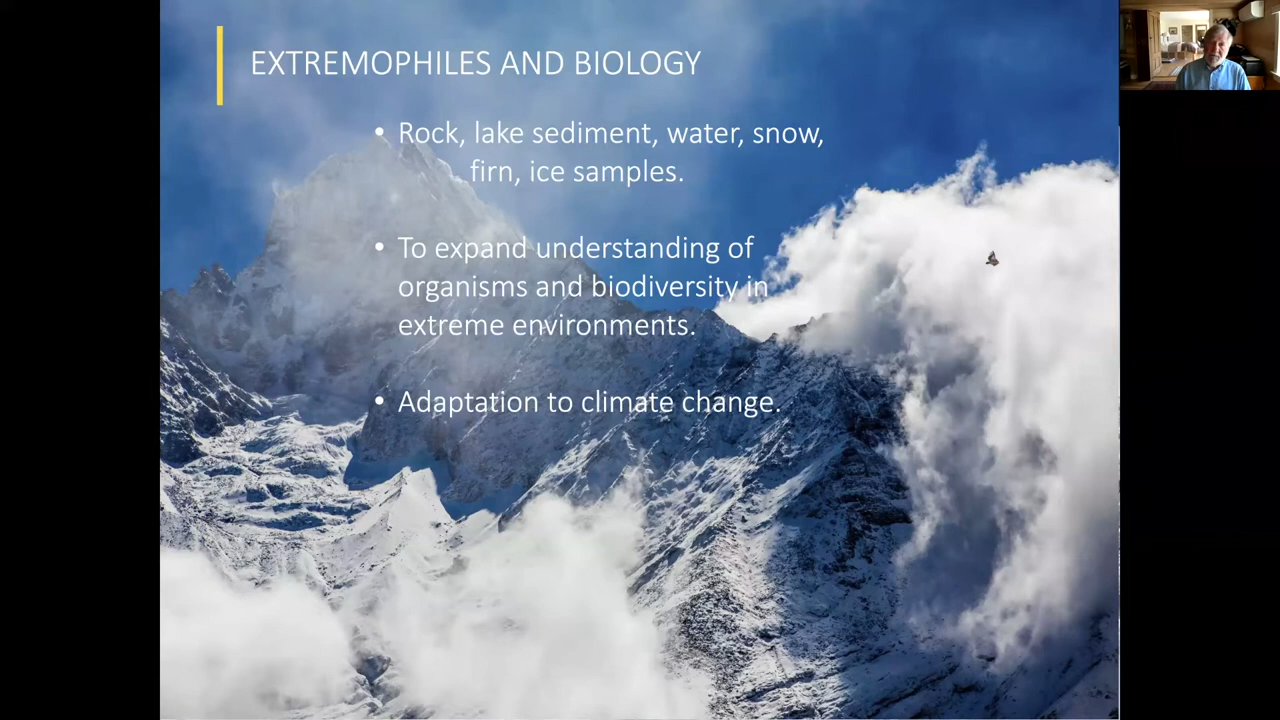 EXTREMOPHILES AND BIOLOGY
• Rock, lake sediment, water, snow,
firn, ice samples.
• To expand understanding of
organisms and biodiversity in
extreme environments.
• Adaptation to climate change.